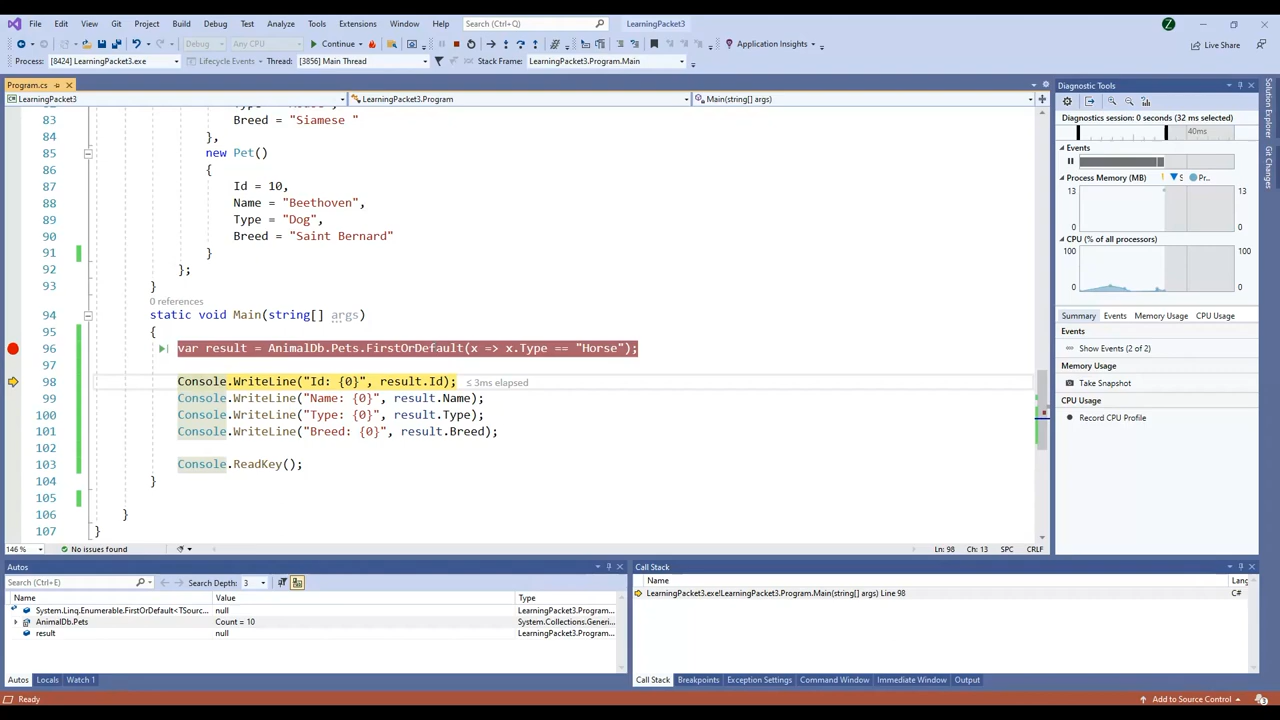 File Edit View Git Project Build Debug Test Analyze Tools Extensions Window Help Search (Ctrl+Q) LearningPacket3 Z
Debug Any CPU Continue Application Insights Live Share
Process: [8424] LearningPacket3.exe Lifecycle Events Thread: [3856] Main Thread Stack Frame: LearningPacket3.Program.Main
Program.cs
LearningPacket3 LearningPacket3.Program Main(string[] args)
83 Breed = "Siamese "
84 },
85 new Pet()
86 {
87 Id = 10,
88 Name = "Beethoven",
89 Type = "Dog",
90 Breed = "Saint Bernard"
91 }
92 };
93 }
0 references
94 static void Main(string[] args)
95 {
96 var result = AnimalDb.Pets.FirstOrDefault(x => x.Type == "Horse");
97
98 Console.WriteLine("Id: {0}", result.Id); ≤ 3ms elapsed
99 Console.WriteLine("Name: {0}", result.Name);
100 Console.WriteLine("Type: {0}", result.Type);
101 Console.WriteLine("Breed: {0}", result.Breed);
102
103 Console.ReadKey();
104 }
105
106 }
107 }
146 % No issues found Ln: 98 Ch: 13 SPC CRLF
Diagnostic Tools
Diagnostics session: 0 seconds (32 ms selected)
40ms
Events
Process Memory (MB) S Pr...
13 13
0 0
CPU (% of all processors)
100 100
0 0
Summary Events Memory Usage CPU Usage
Events
Show Events (2 of 2)
Memory Usage
Take Snapshot
CPU Usage
Record CPU Profile
Solution Explorer
Git Changes
Autos
Search (Ctrl+E) Search Depth: 3
Name Value Type
System.Linq.Enumerable.FirstOrDefault<TSourc... null LearningPacket3.Program...
AnimalDb.Pets Count = 10 System.Collections.Generi...
result null LearningPacket3.Program...
Autos Locals Watch 1
Call Stack
Name Lang
LearningPacket3.exe!LearningPacket3.Program.Main(string[] args) Line 98 C#
Call Stack Breakpoints Exception Settings Command Window Immediate Window Output
Ready Add to Source Control